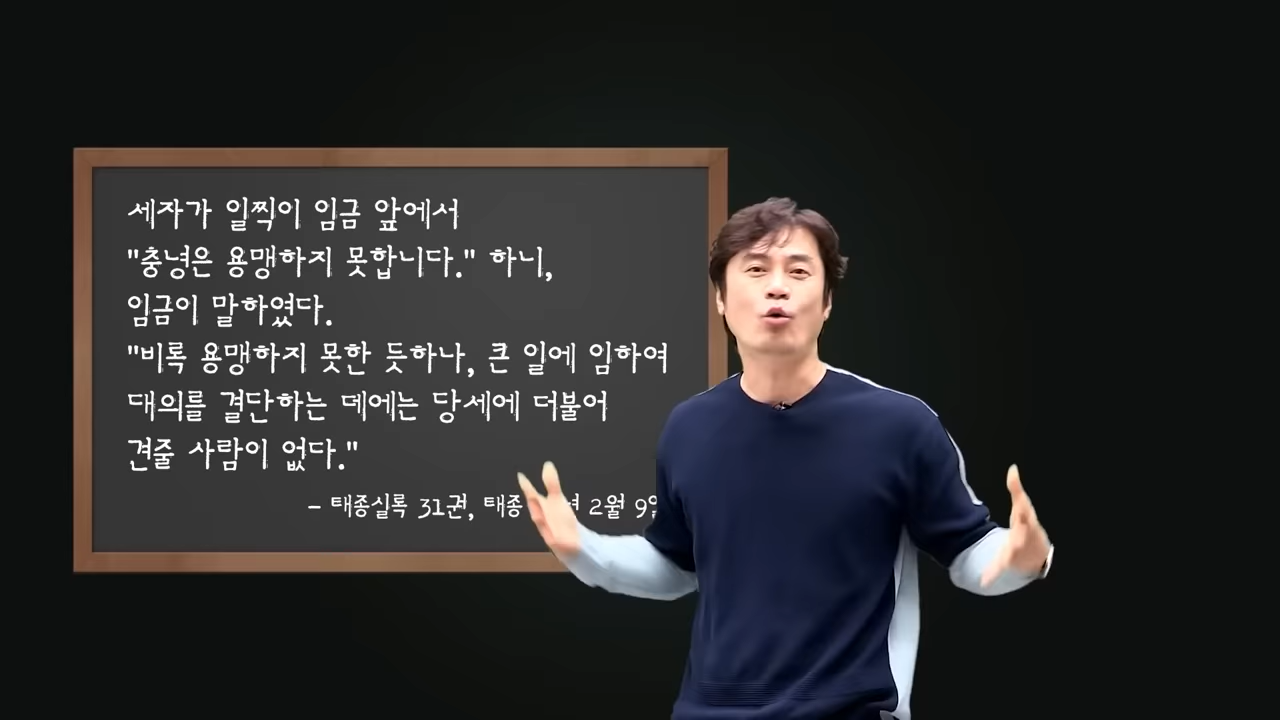 세자가 일찍이 임금 앞에서
"충녕은 용맹하지 못합니다." 하니,
임금이 말하였다.
"비록 용맹하지 못한 듯하나, 큰 일에 임하여
대의를 결단하는 데에는 당세에 더불어
견줄 사람이 없다."
- 태종실록 31권, 2월